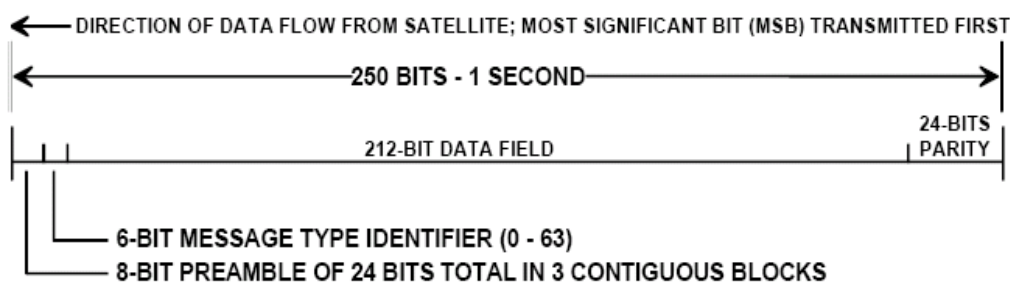 DIRECTION OF DATA FLOW FROM SATELLITE; MOST SIGNIFICANT BIT (MSB) TRANSMITTED FIRST
250 BITS - 1 SECOND
24-BITS
212-BIT DATA FIELD PARITY
6-BIT MESSAGE TYPE IDENTIFIER (0 - 63)
8-BIT PREAMBLE OF 24 BITS TOTAL IN 3 CONTIGUOUS BLOCKS